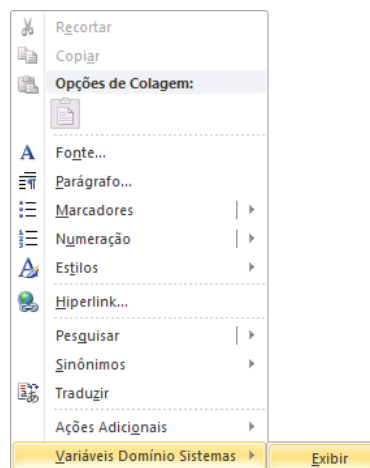 Recortar
Copiar
Opções de Colagem:
Fonte...
Parágrafo...
Marcadores
Numeração
Estilos
Hiperlink...
Pesquisar
Sinônimos
Traduzir
Ações Adicionais
Variáveis Domínio Sistemas
Exibir